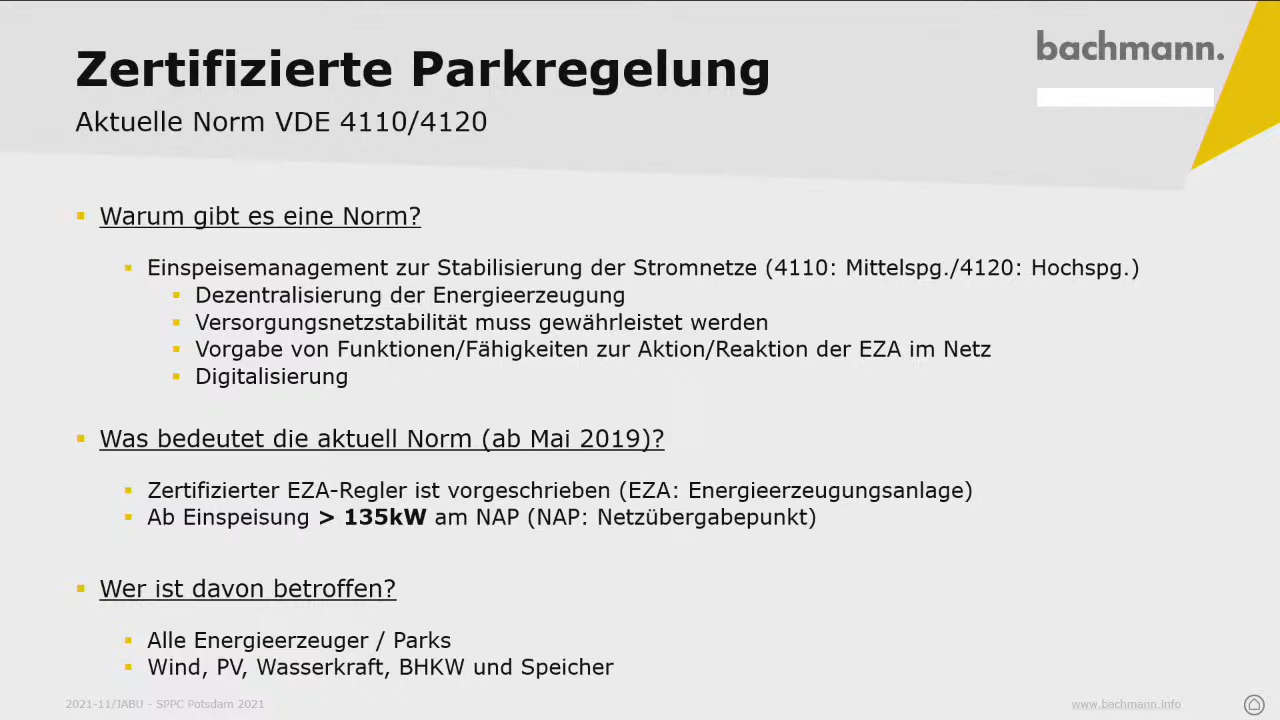 Zertifizierte Parkregelung
bachmann.
Aktuelle Norm VDE 4110/4120
Warum gibt es eine Norm?
Einspeisemanagement zur Stabilisierung der Stromnetze (4110: Mittelspg./4120: Hochspg.)
Dezentralisierung der Energieerzeugung
Versorgungsnetzstabilität muss gewährleistet werden
Vorgabe von Funktionen/Fähigkeiten zur Aktion/Reaktion der EZA im Netz
Digitalisierung
Was bedeutet die aktuell Norm (ab Mai 2019)?
Zertifizierter EZA-Regler ist vorgeschrieben (EZA: Energieerzeugungsanlage)
Ab Einspeisung > 135kW am NAP (NAP: Netzübergabepunkt)
Wer ist davon betroffen?
Alle Energieerzeuger / Parks
Wind, PV, Wasserkraft, BHKW und Speicher
2021-11/JABU - SPPC Potsdam 2021
www.bachmann.info